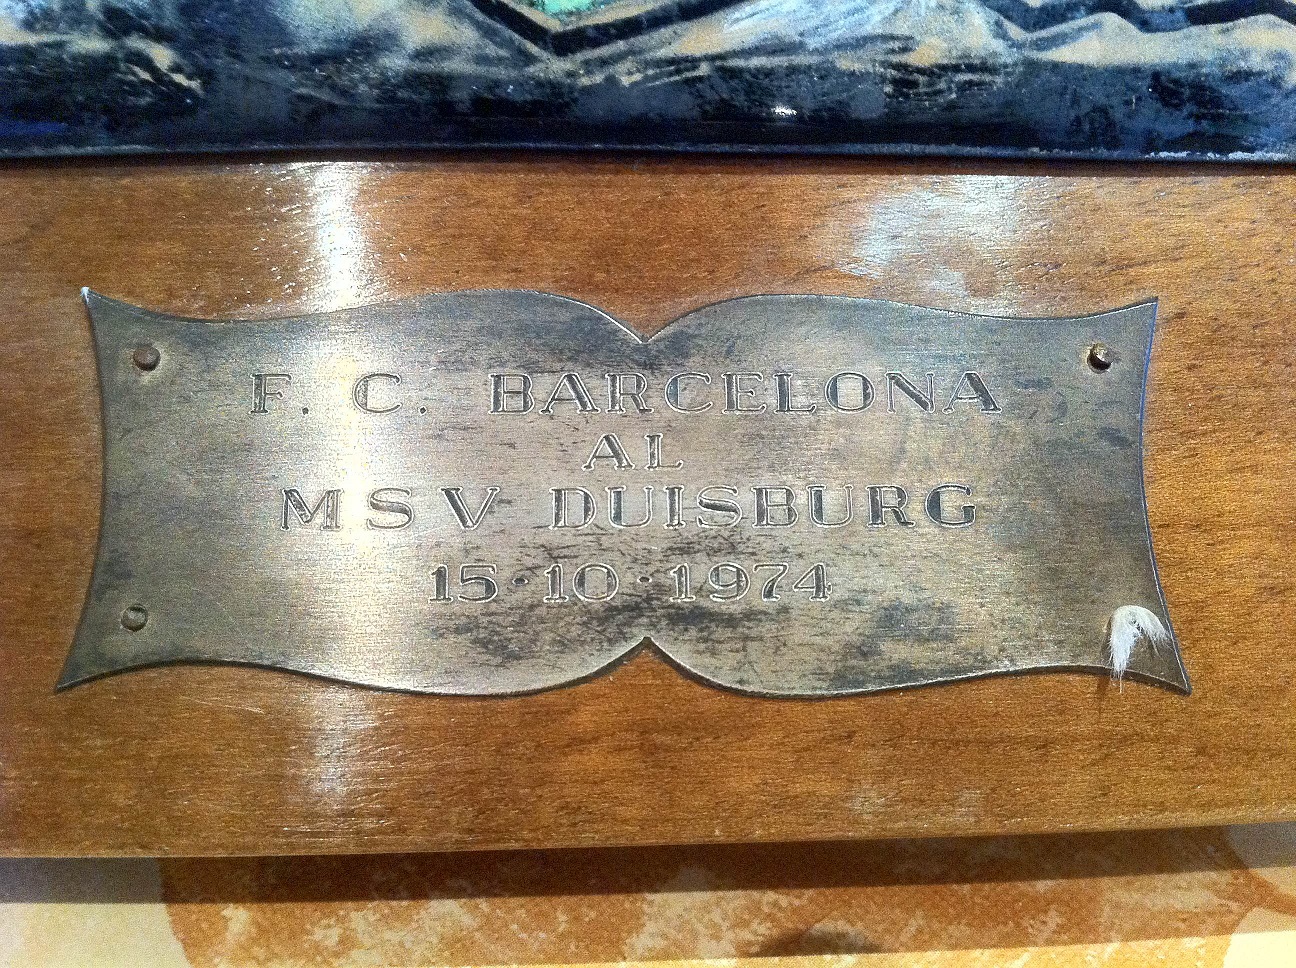 F. C. BARCELONA
AL
MSV DUISBURG
15·10·1974